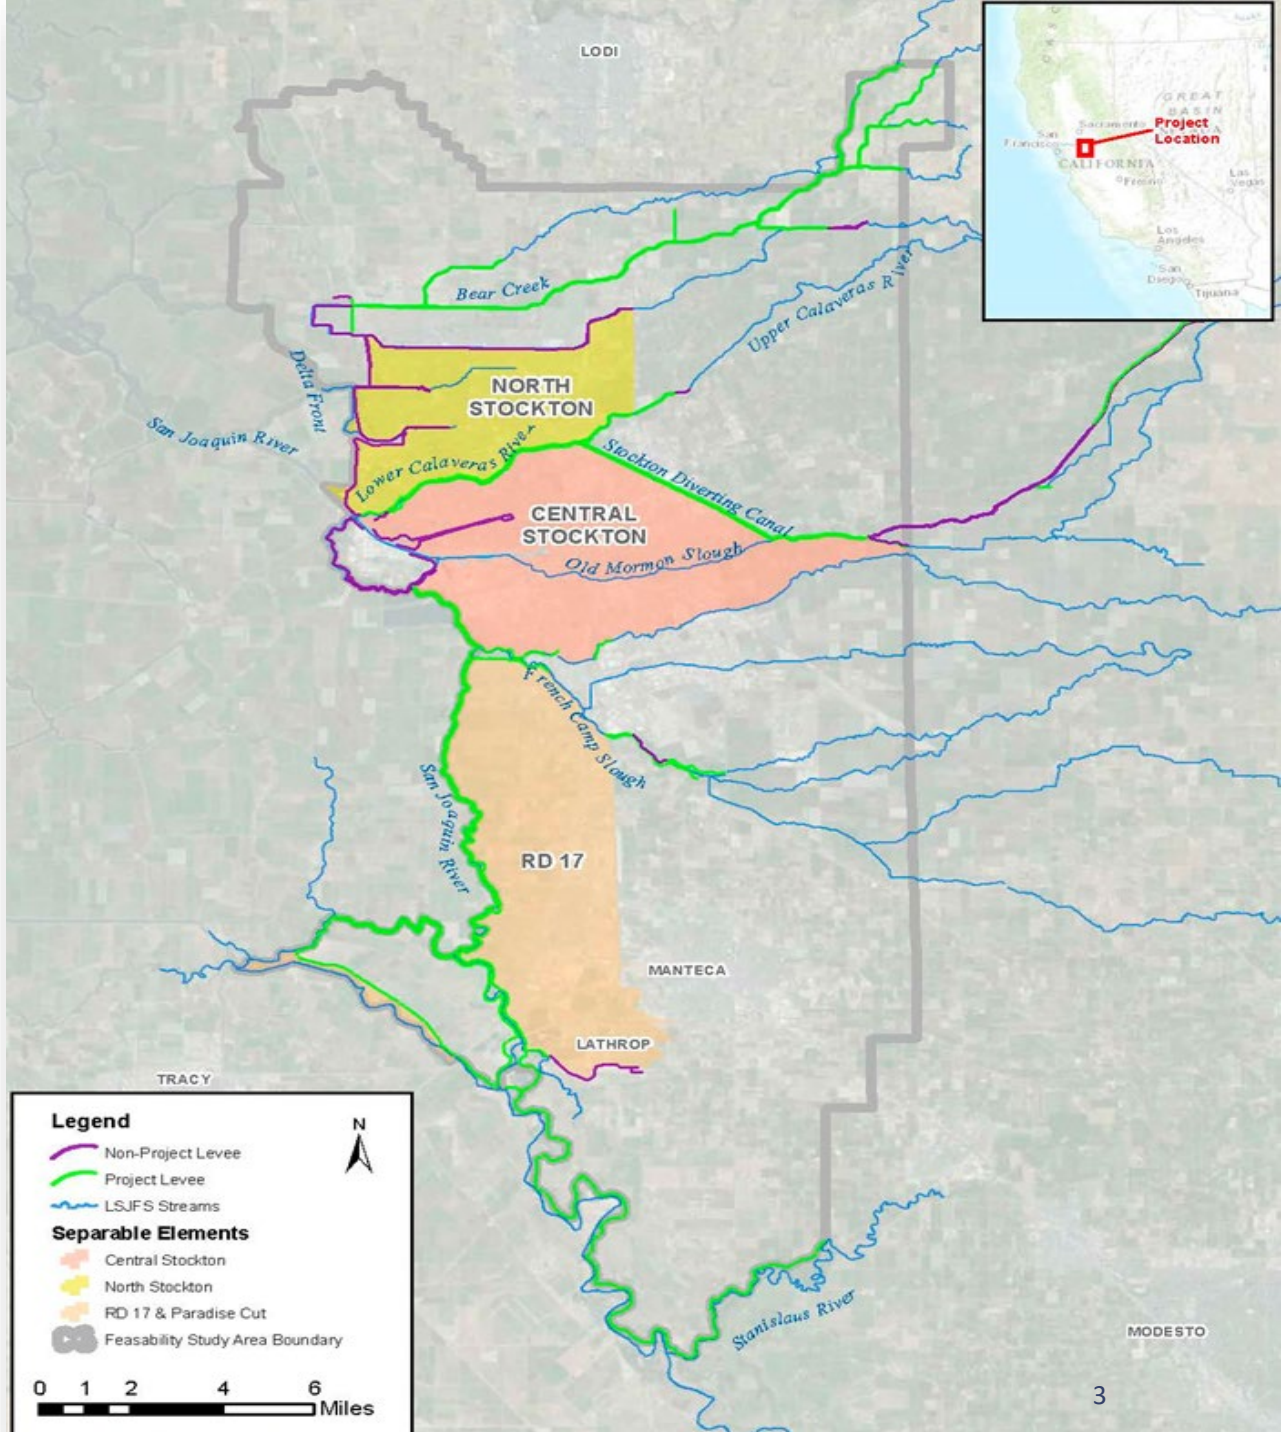 LODI
GREAT
BASIN
Sacramento
San
Francisco
Project
Location
CALIFORNIA
Fresno
Las
Vegas
Los
Angeles
San
Diego
Tijuana
Bear Creek
Upper Calaveras River
Delta Front
NORTH
STOCKTON
San Joaquin River
Lower Calaveras River
Stockton Diverting Canal
CENTRAL
STOCKTON
Old Mormon Slough
French Camp Slough
San Joaquin River
RD 17
MANTECA
LATHROP
TRACY
Legend
N
Non-Project Levee
Project Levee
LSJFS Streams
Separable Elements
Central Stockton
North Stockton
RD 17 & Paradise Cut
Feasability Study Area Boundary
0 1 2 4 6
Miles
Stanislaus River
MODESTO
3